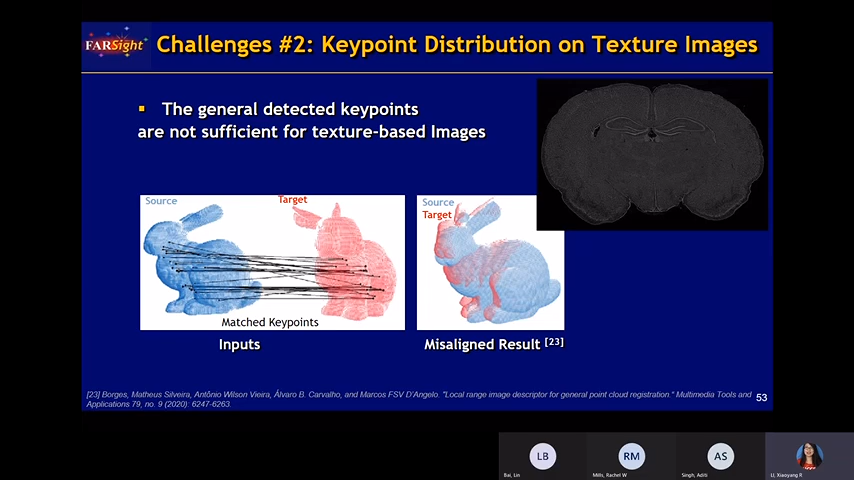 FARSight
Challenges #2: Keypoint Distribution on Texture Images
The general detected keypoints
are not sufficient for texture-based Images
Source
Target
Matched Keypoints
Inputs
Source
Target
Misaligned Result [23]
[23] Borges, Matheus Silveira, Antônio Wilson Vieira, Álvaro B. Carvalho, and Marcos FSV D'Angelo. "Local range image descriptor for general point cloud registration." Multimedia Tools and
Applications 79, no. 9 (2020): 6247-6263.
53
LB
RM
AS
Bai, Lin
Mills, Rachel W
Singh, Aditi
LI, Xiaoyang R